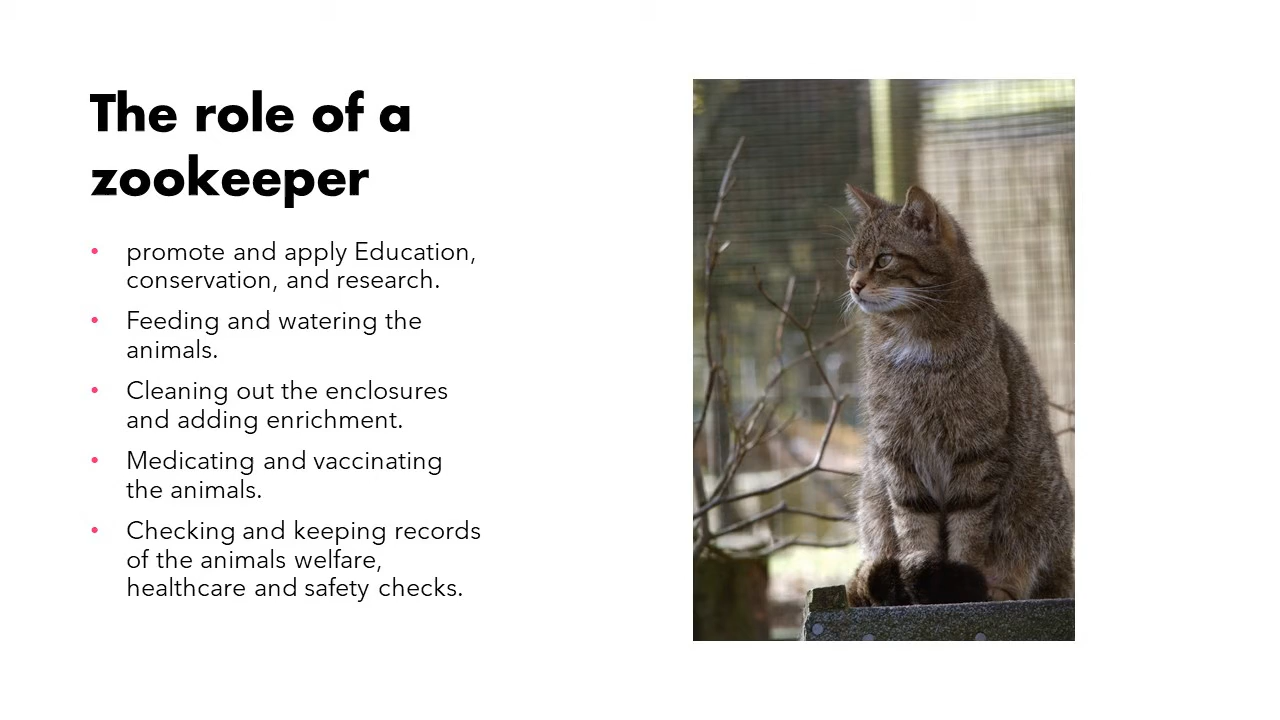 The role of a
zookeeper
• promote and apply Education,
conservation, and research.
• Feeding and watering the
animals.
• Cleaning out the enclosures
and adding enrichment.
• Medicating and vaccinating
the animals.
• Checking and keeping records
of the animals welfare,
healthcare and safety checks.